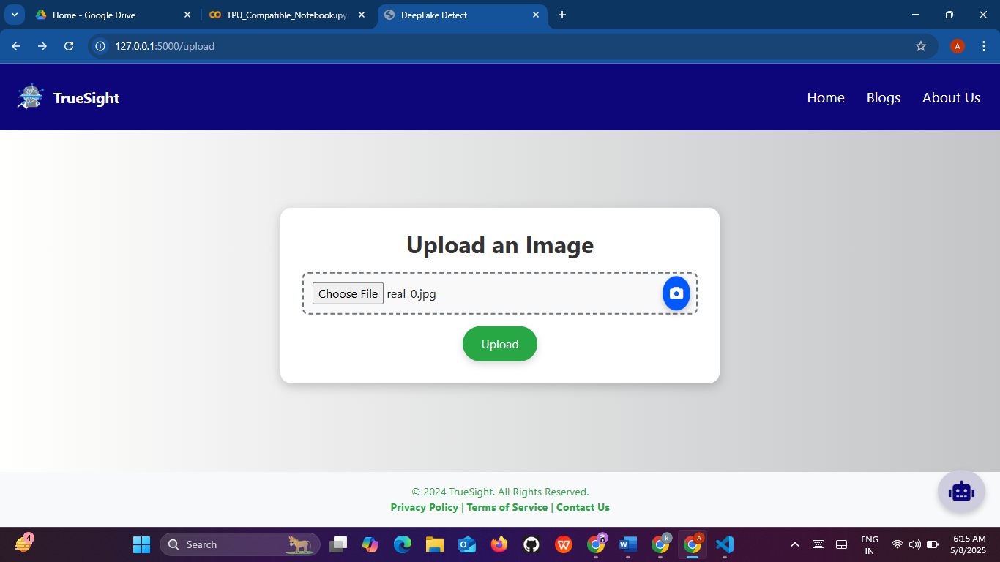 Home - Google Drive
TPU_Compatible_Notebook.ipy
DeepFake Detect
127.0.0.1:5000/upload
A
TrueSight
Home
Blogs
About Us
Upload an Image
Choose File real_0.jpg
Upload
© 2024 TrueSight. All Rights Reserved.
Privacy Policy | Terms of Service | Contact Us
4
Search
k
A
ENG
IN
6:15 AM
5/8/2025